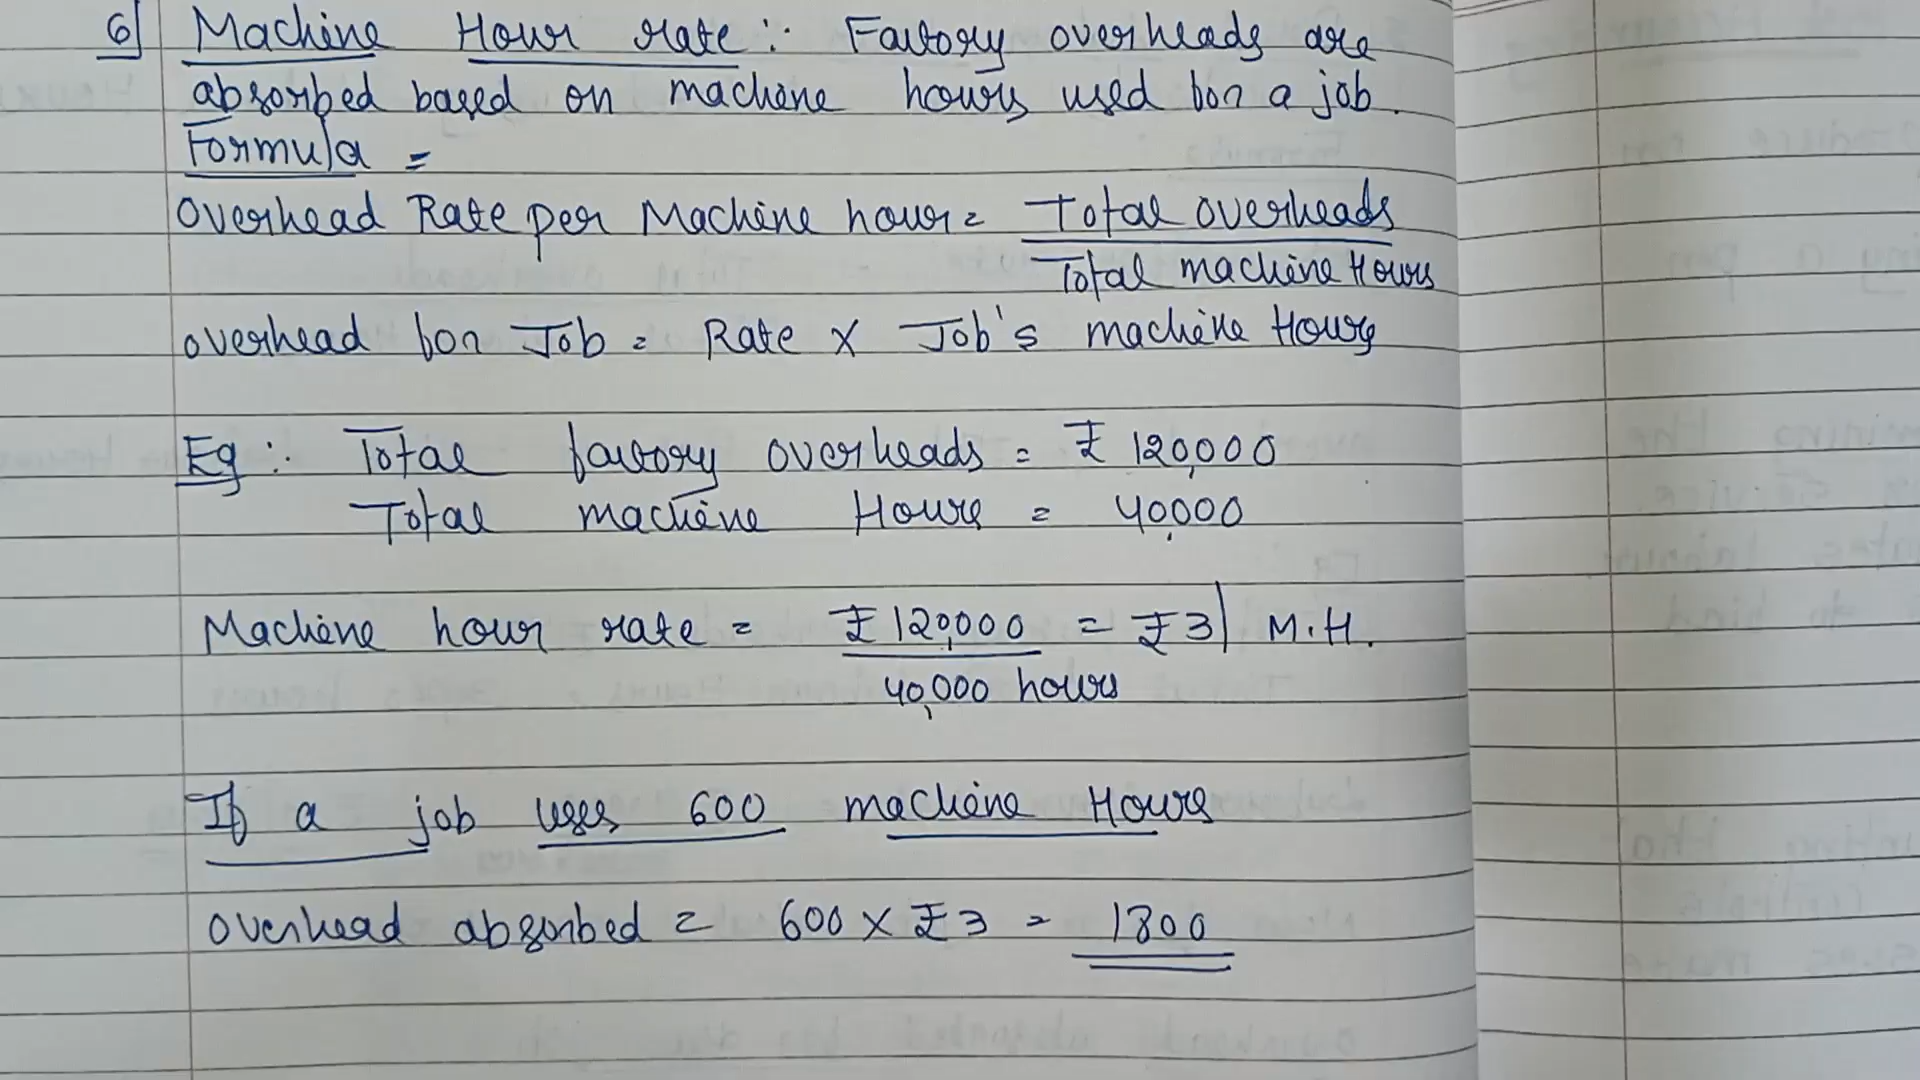 6] Machine Hour rate:- Factory overheads are
absorbed based on machine hours used for a job.
Formula =
Overhead Rate per Machine hour = Total overheads
Total machine Hours
overhead for Job = Rate X Job's machine Hours
Eg:- Total factory overheads = ₹ 120,000
Total machine Hours = 40,000
Machine hour rate = ₹ 120,000 = ₹3/ M.H.
40,000 hours
If a job uses 600 machine Hours
overhead absorbed = 600 X ₹3 = 1800